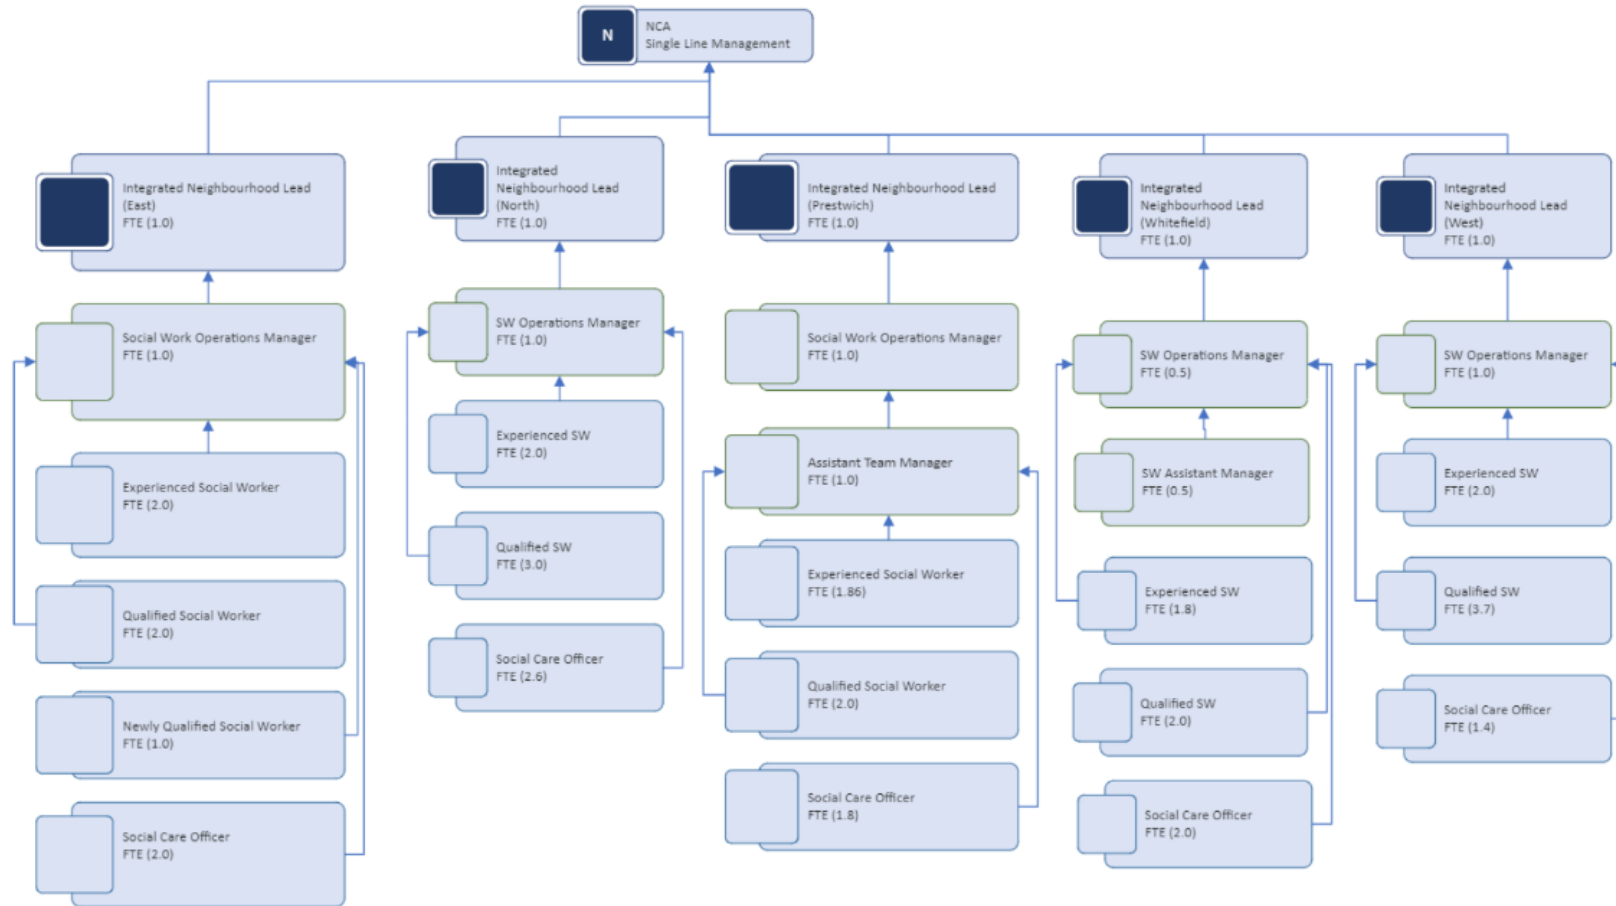 N
NCA
Single Line Management
Integrated Neighbourhood Lead
(East)
FTE (1.0)
Social Work Operations Manager
FTE (1.0)
Experienced Social Worker
FTE (2.0)
Qualified Social Worker
FTE (2.0)
Newly Qualified Social Worker
FTE (1.0)
Social Care Officer
FTE (2.0)
Integrated
Neighbourhood Lead
(North)
FTE (1.0)
SW Operations Manager
FTE (1.0)
Experienced SW
FTE (2.0)
Qualified SW
FTE (3.0)
Social Care Officer
FTE (2.6)
Integrated Neighbourhood Lead
(Prestwich)
FTE (1.0)
Social Work Operations Manager
FTE (1.0)
Assistant Team Manager
FTE (1.0)
Experienced Social Worker
FTE (1.86)
Qualified Social Worker
FTE (2.0)
Social Care Officer
FTE (1.8)
Integrated
Neighbourhood Lead
(Whitefield)
FTE (1.0)
SW Operations Manager
FTE (0.5)
SW Assistant Manager
FTE (0.5)
Experienced SW
FTE (1.8)
Qualified SW
FTE (2.0)
Social Care Officer
FTE (2.0)
Integrated
Neighbourhood Lead
(West)
FTE (1.0)
SW Operations Manager
FTE (1.0)
Experienced SW
FTE (2.0)
Qualified SW
FTE (3.7)
Social Care Officer
FTE (1.4)